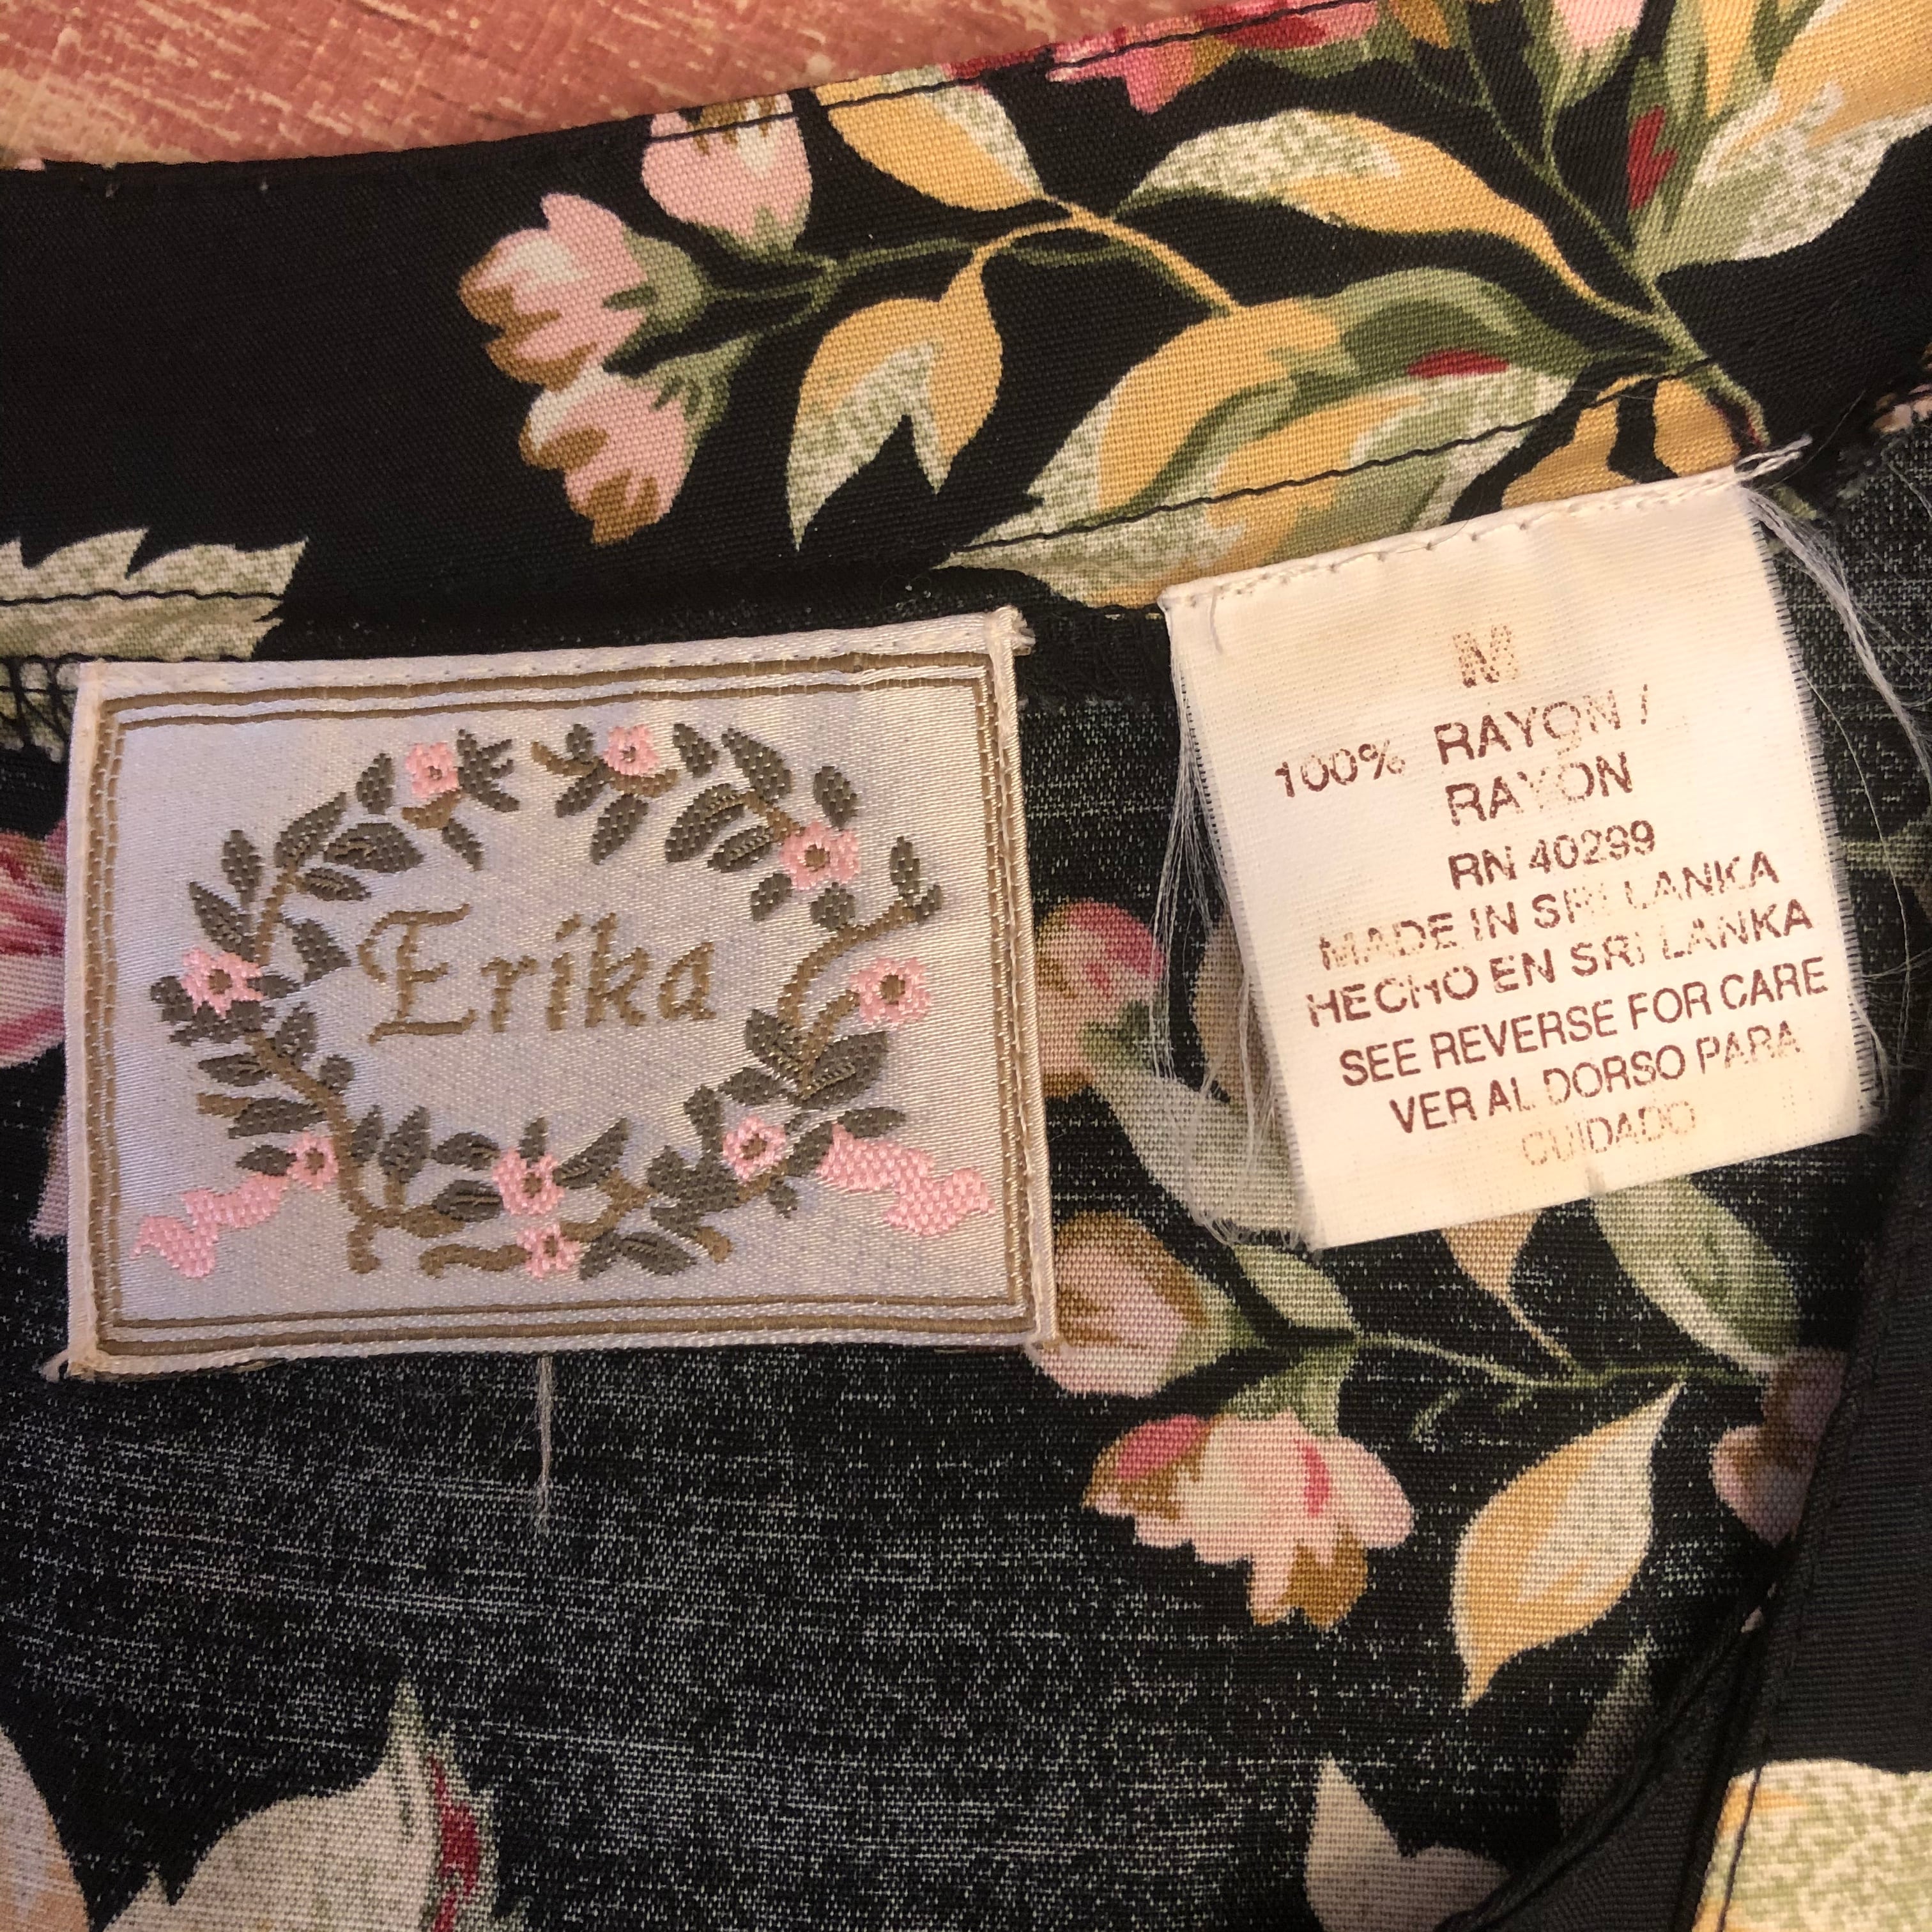 Erika
M
100% RAYON /
RAYON
RN 40299
MADE IN SRI LANKA
HECHO EN SRI LANKA
SEE REVERSE FOR CARE
VER AL DORSO PARA
CUIDADO